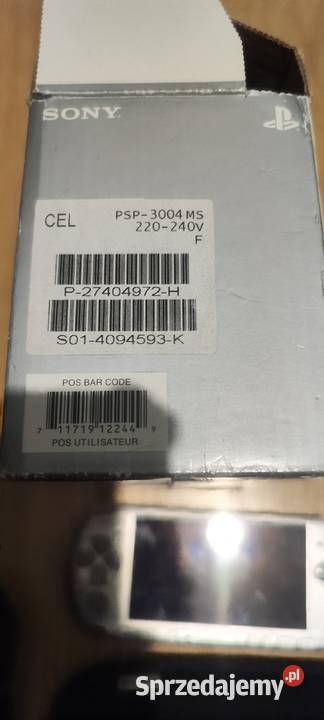 SONY
CEL PSP-3004 MS
220-240V
F
P-27404972-H
S01-4094593-K
POS BAR CODE
7 11719 12244 9
POS UTILISATEUR
Sprzedajemy.pl